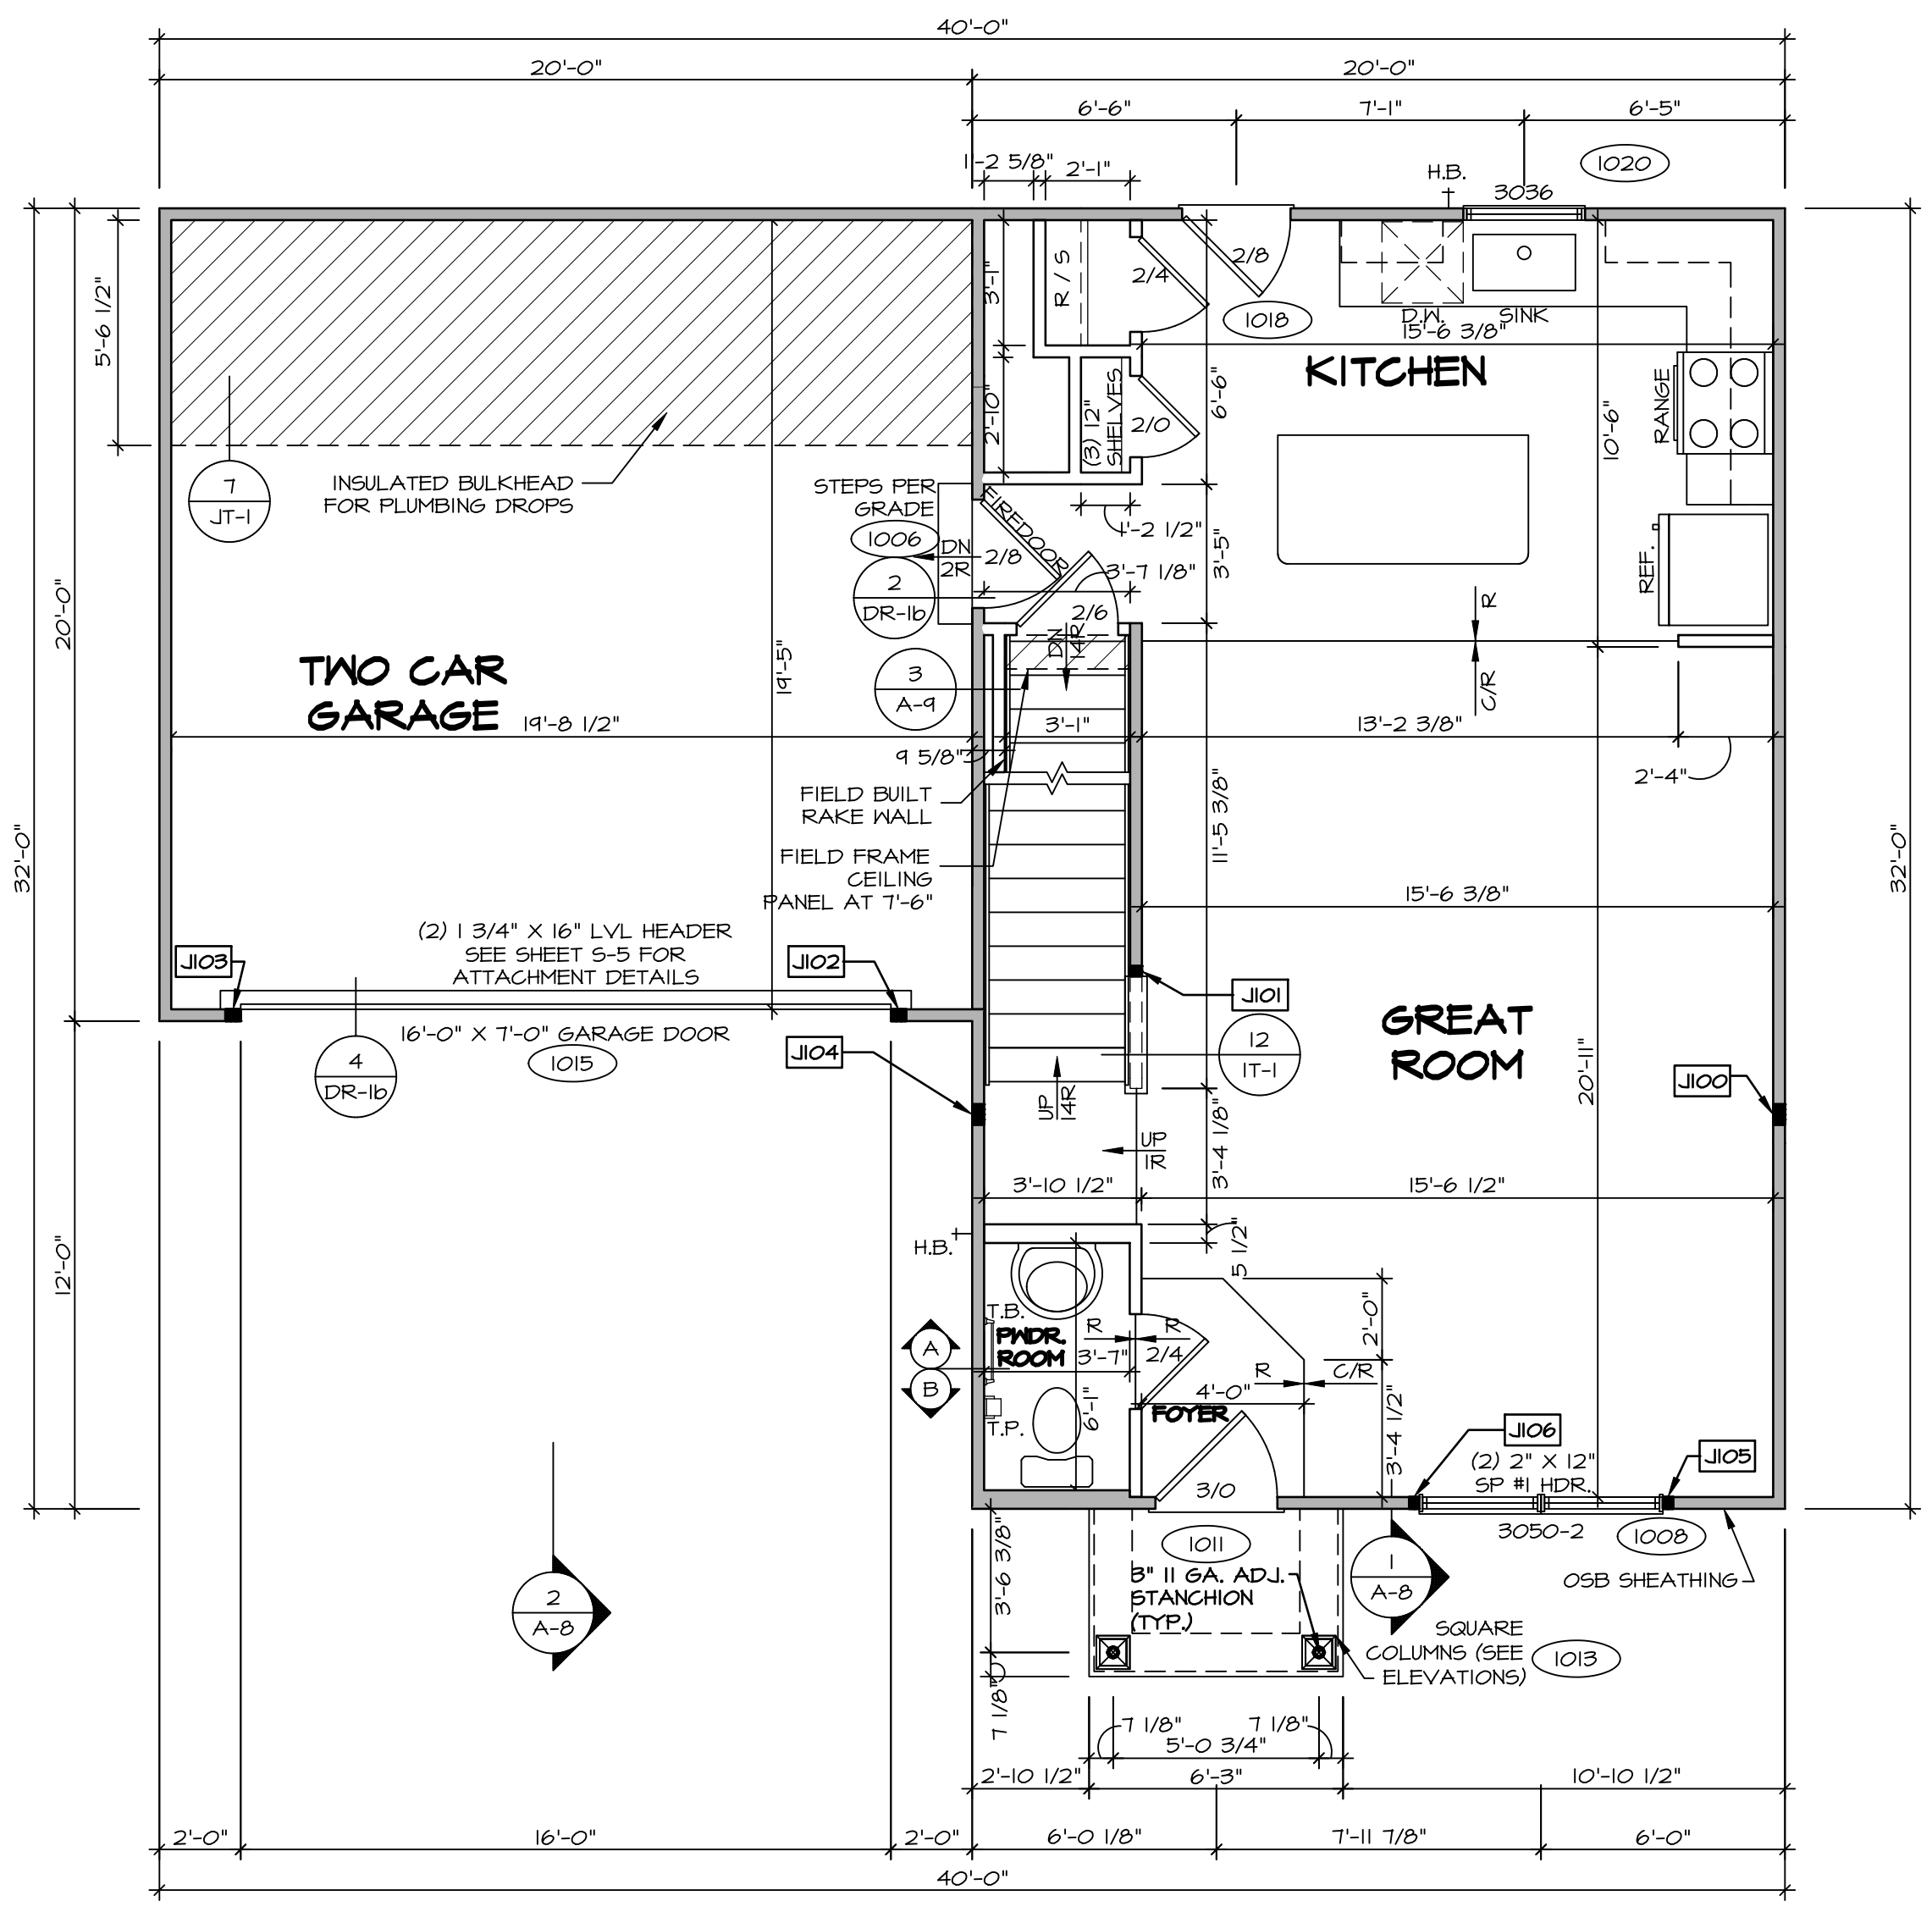 40'-0"
20'-0"
20'-0"
6'-6"
7'-1"
6'-5"
1'-2 5/8"
2'-1"
H.B.
1020
3036
5'-6 1/2"
3'-1"
R / S
2/4
2/8
1018
D.W.
SINK
15'-6 3/8"
KITCHEN
2'-10"
(3) 12"
SHELVES
2/0
6'-6"
10'-6"
RANGE
7
JT-1
INSULATED BULKHEAD
FOR PLUMBING DROPS
STEPS PER
GRADE
1006
FIREDOOR
DN
2R
2/8
1'-2 1/2"
3'-5"
3'-7 1/8"
REF.
2
DR-1b
2/6
R
20'-0"
DN
14R
TWO CAR
GARAGE
19'-5"
3
A-9
C/R
19'-8 1/2"
3'-1"
13'-2 3/8"
9 5/8"
2'-4"
FIELD BUILT
RAKE WALL
11'-5 3/8"
32'-0"
32'-0"
FIELD FRAME
CEILING
PANEL AT 7'-6"
15'-6 3/8"
(2) 1 3/4" X 16" LVL HEADER
SEE SHEET S-5 FOR
ATTACHMENT DETAILS
J103
J102
J101
GREAT
ROOM
16'-0" X 7'-0" GARAGE DOOR
1015
4
DR-1b
J104
12
IT-1
20'-11"
J100
UP
14R
UP
1R
3'-4 1/8"
3'-10 1/2"
15'-6 1/2"
12'-0"
H.B.
5 1/2"
T.B.
PWDR.
ROOM
R
R
2'-0"
A
3'-7"
2/4
R
C/R
B
4'-0"
6'-1"
FOYER
T.P.
3'-4 1/2"
J106
(2) 2" X 12"
SP #1 HDR.
J105
3/0
3050-2
1008
3'-6 3/8"
1011
3" 11 GA. ADJ.
STANCHION
(TYP.)
1
A-8
OSB SHEATHING
2
A-8
SQUARE
COLUMNS (SEE
ELEVATIONS)
1013
7 1/8"
7 1/8"
7 1/8"
5'-0 3/4"
2'-10 1/2"
6'-3"
10'-10 1/2"
2'-0"
16'-0"
2'-0"
6'-0 1/8"
7'-11 7/8"
6'-0"
40'-0"